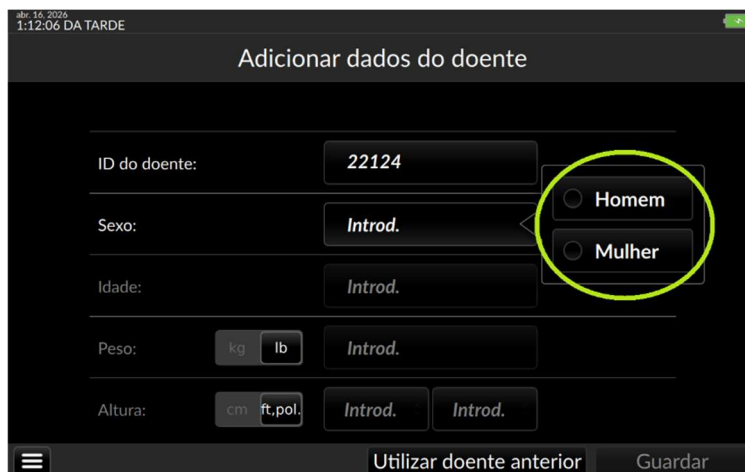 abr. 16, 2026
1:12:06 DA TARDE
Adicionar dados do doente
ID do doente: 22124
Homem
Sexo: Introd.
Mulher
Idade: Introd.
Peso: kg lb Introd.
Altura: cm ft,pol. Introd. Introd.
Utilizar doente anterior Guardar